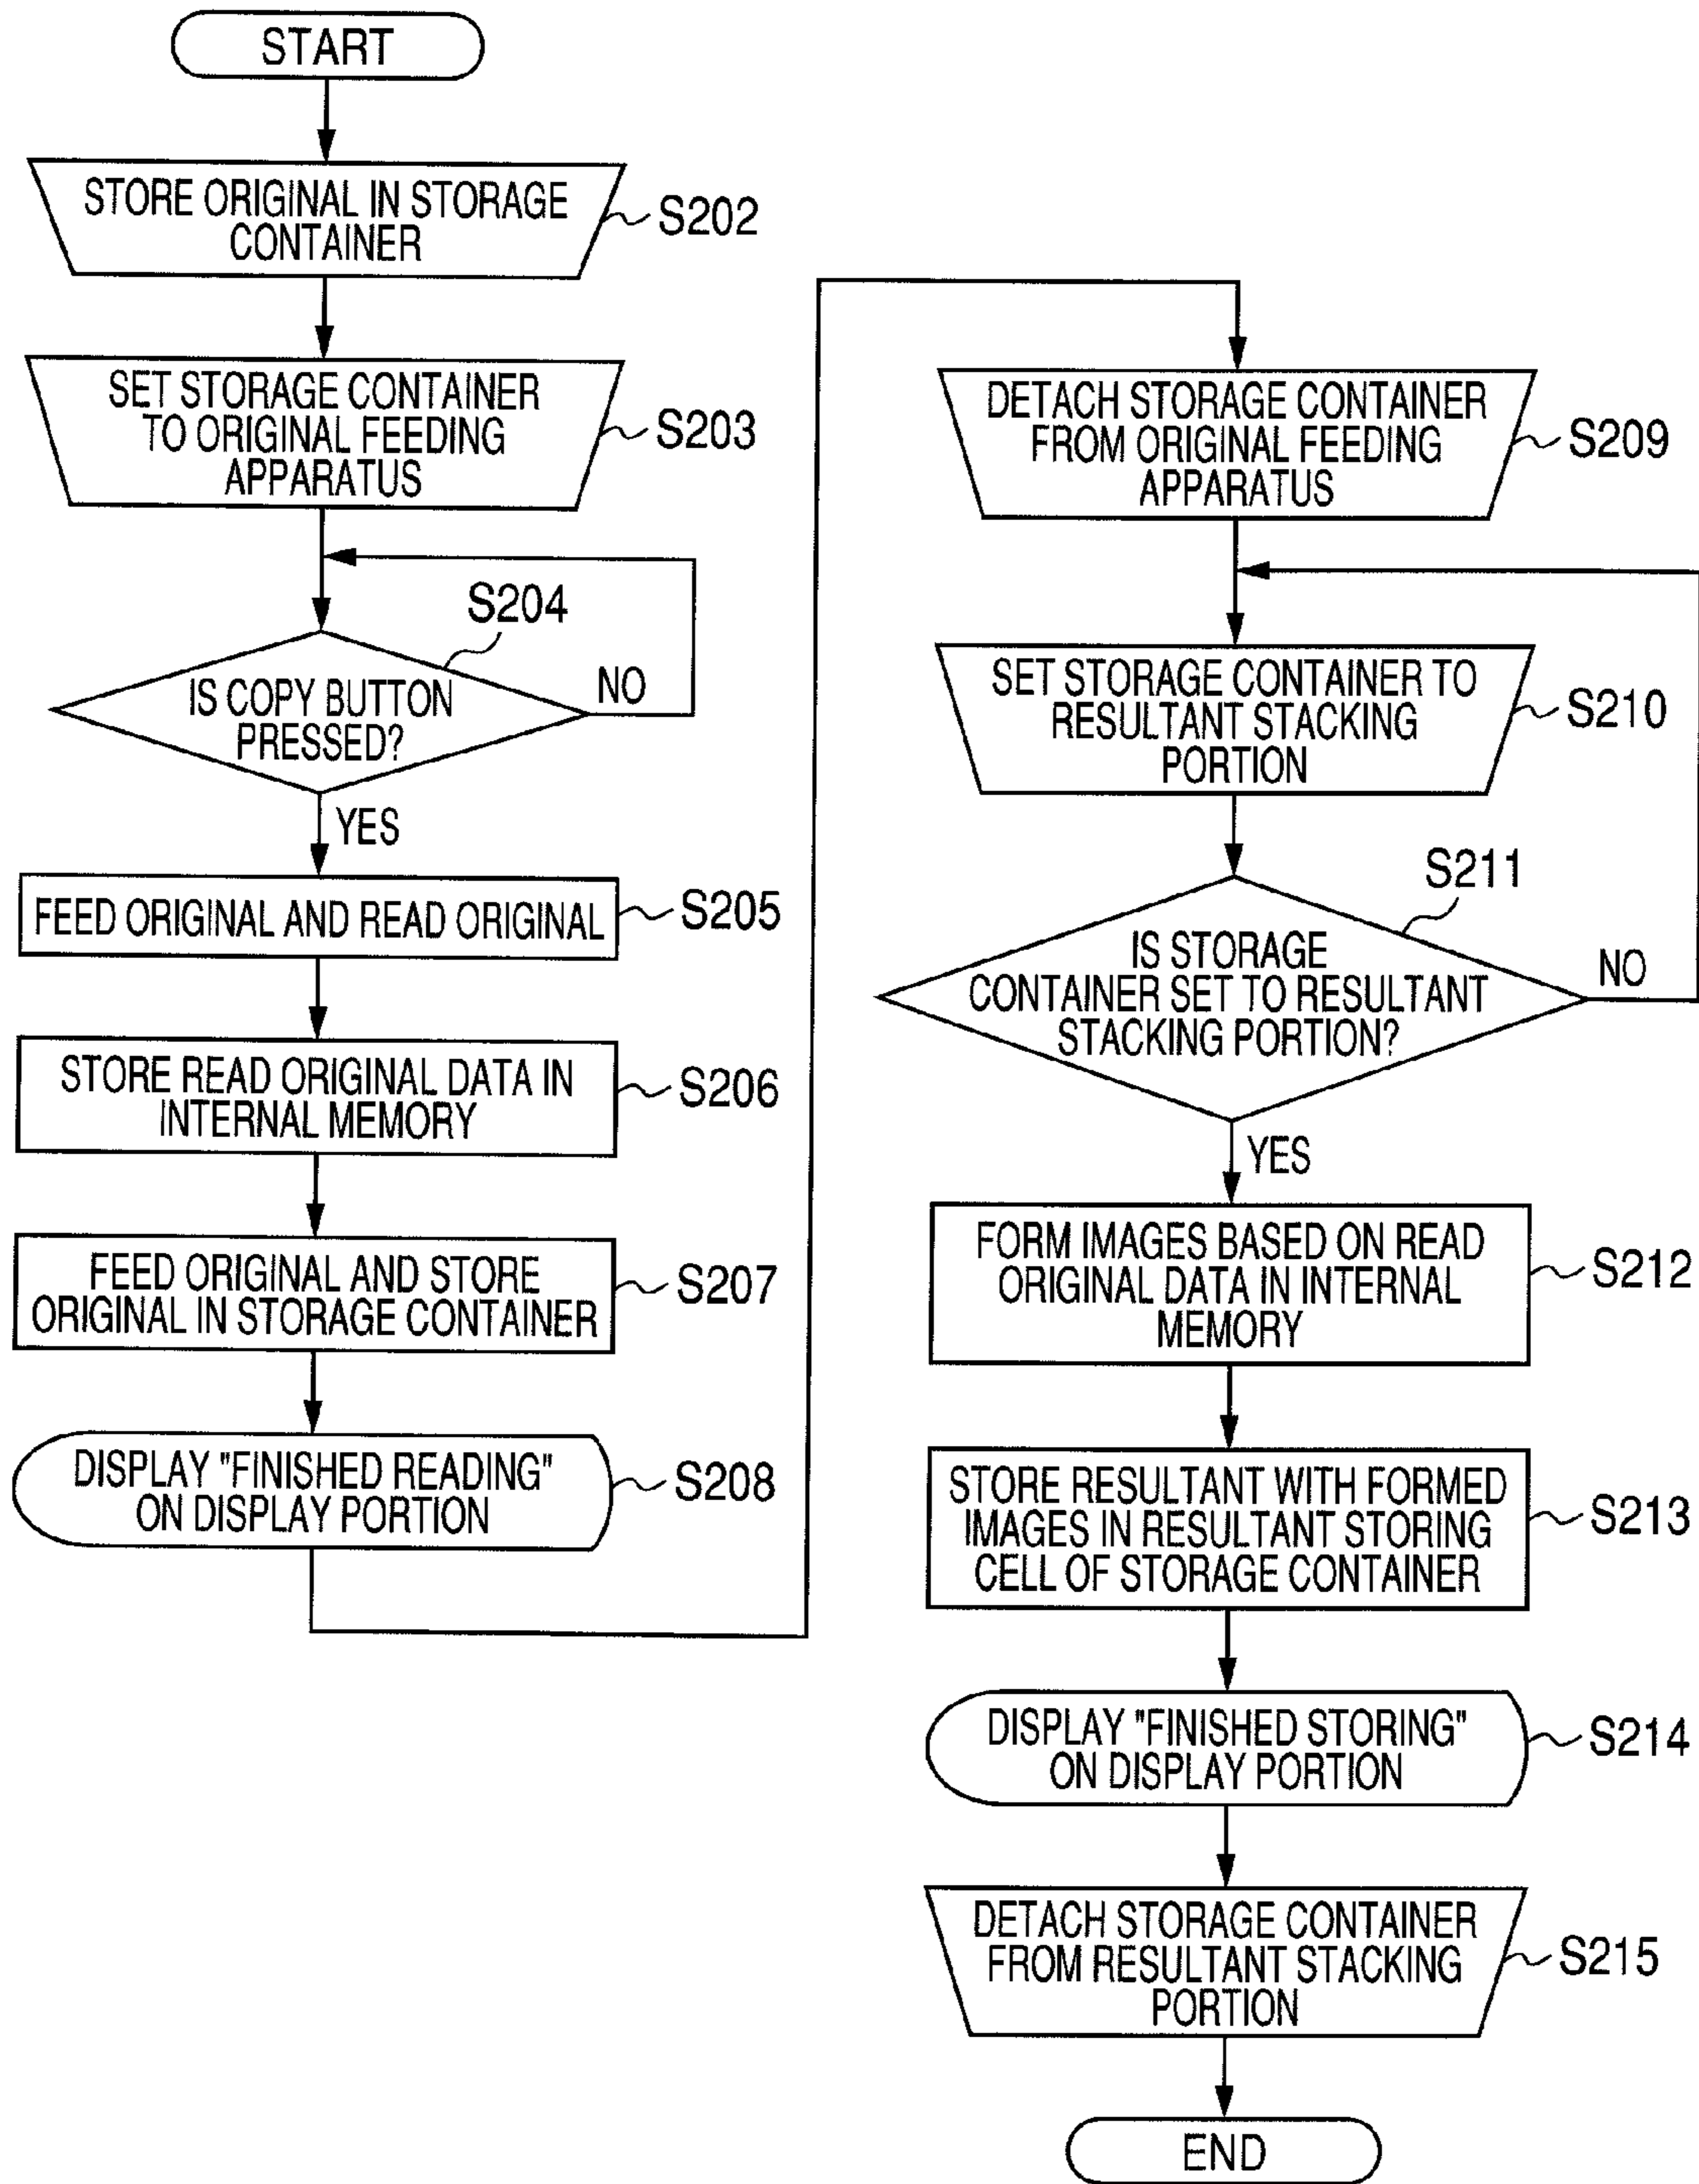 START
STORE ORIGINAL IN STORAGE
CONTAINER
S202
SET STORAGE CONTAINER
TO ORIGINAL FEEDING
APPARATUS
S203
S204
IS COPY BUTTON
PRESSED?
NO
YES
FEED ORIGINAL AND READ ORIGINAL
S205
STORE READ ORIGINAL DATA IN
INTERNAL MEMORY
S206
FEED ORIGINAL AND STORE
ORIGINAL IN STORAGE CONTAINER
S207
DISPLAY "FINISHED READING"
ON DISPLAY PORTION
S208
DETACH STORAGE CONTAINER
FROM ORIGINAL FEEDING
APPARATUS
S209
SET STORAGE CONTAINER TO
RESULTANT STACKING
PORTION
S210
S211
IS STORAGE
CONTAINER SET TO RESULTANT
STACKING PORTION?
NO
YES
FORM IMAGES BASED ON READ
ORIGINAL DATA IN INTERNAL
MEMORY
S212
STORE RESULTANT WITH FORMED
IMAGES IN RESULTANT STORING
CELL OF STORAGE CONTAINER
S213
DISPLAY "FINISHED STORING"
ON DISPLAY PORTION
S214
DETACH STORAGE CONTAINER
FROM RESULTANT STACKING
PORTION
S215
END